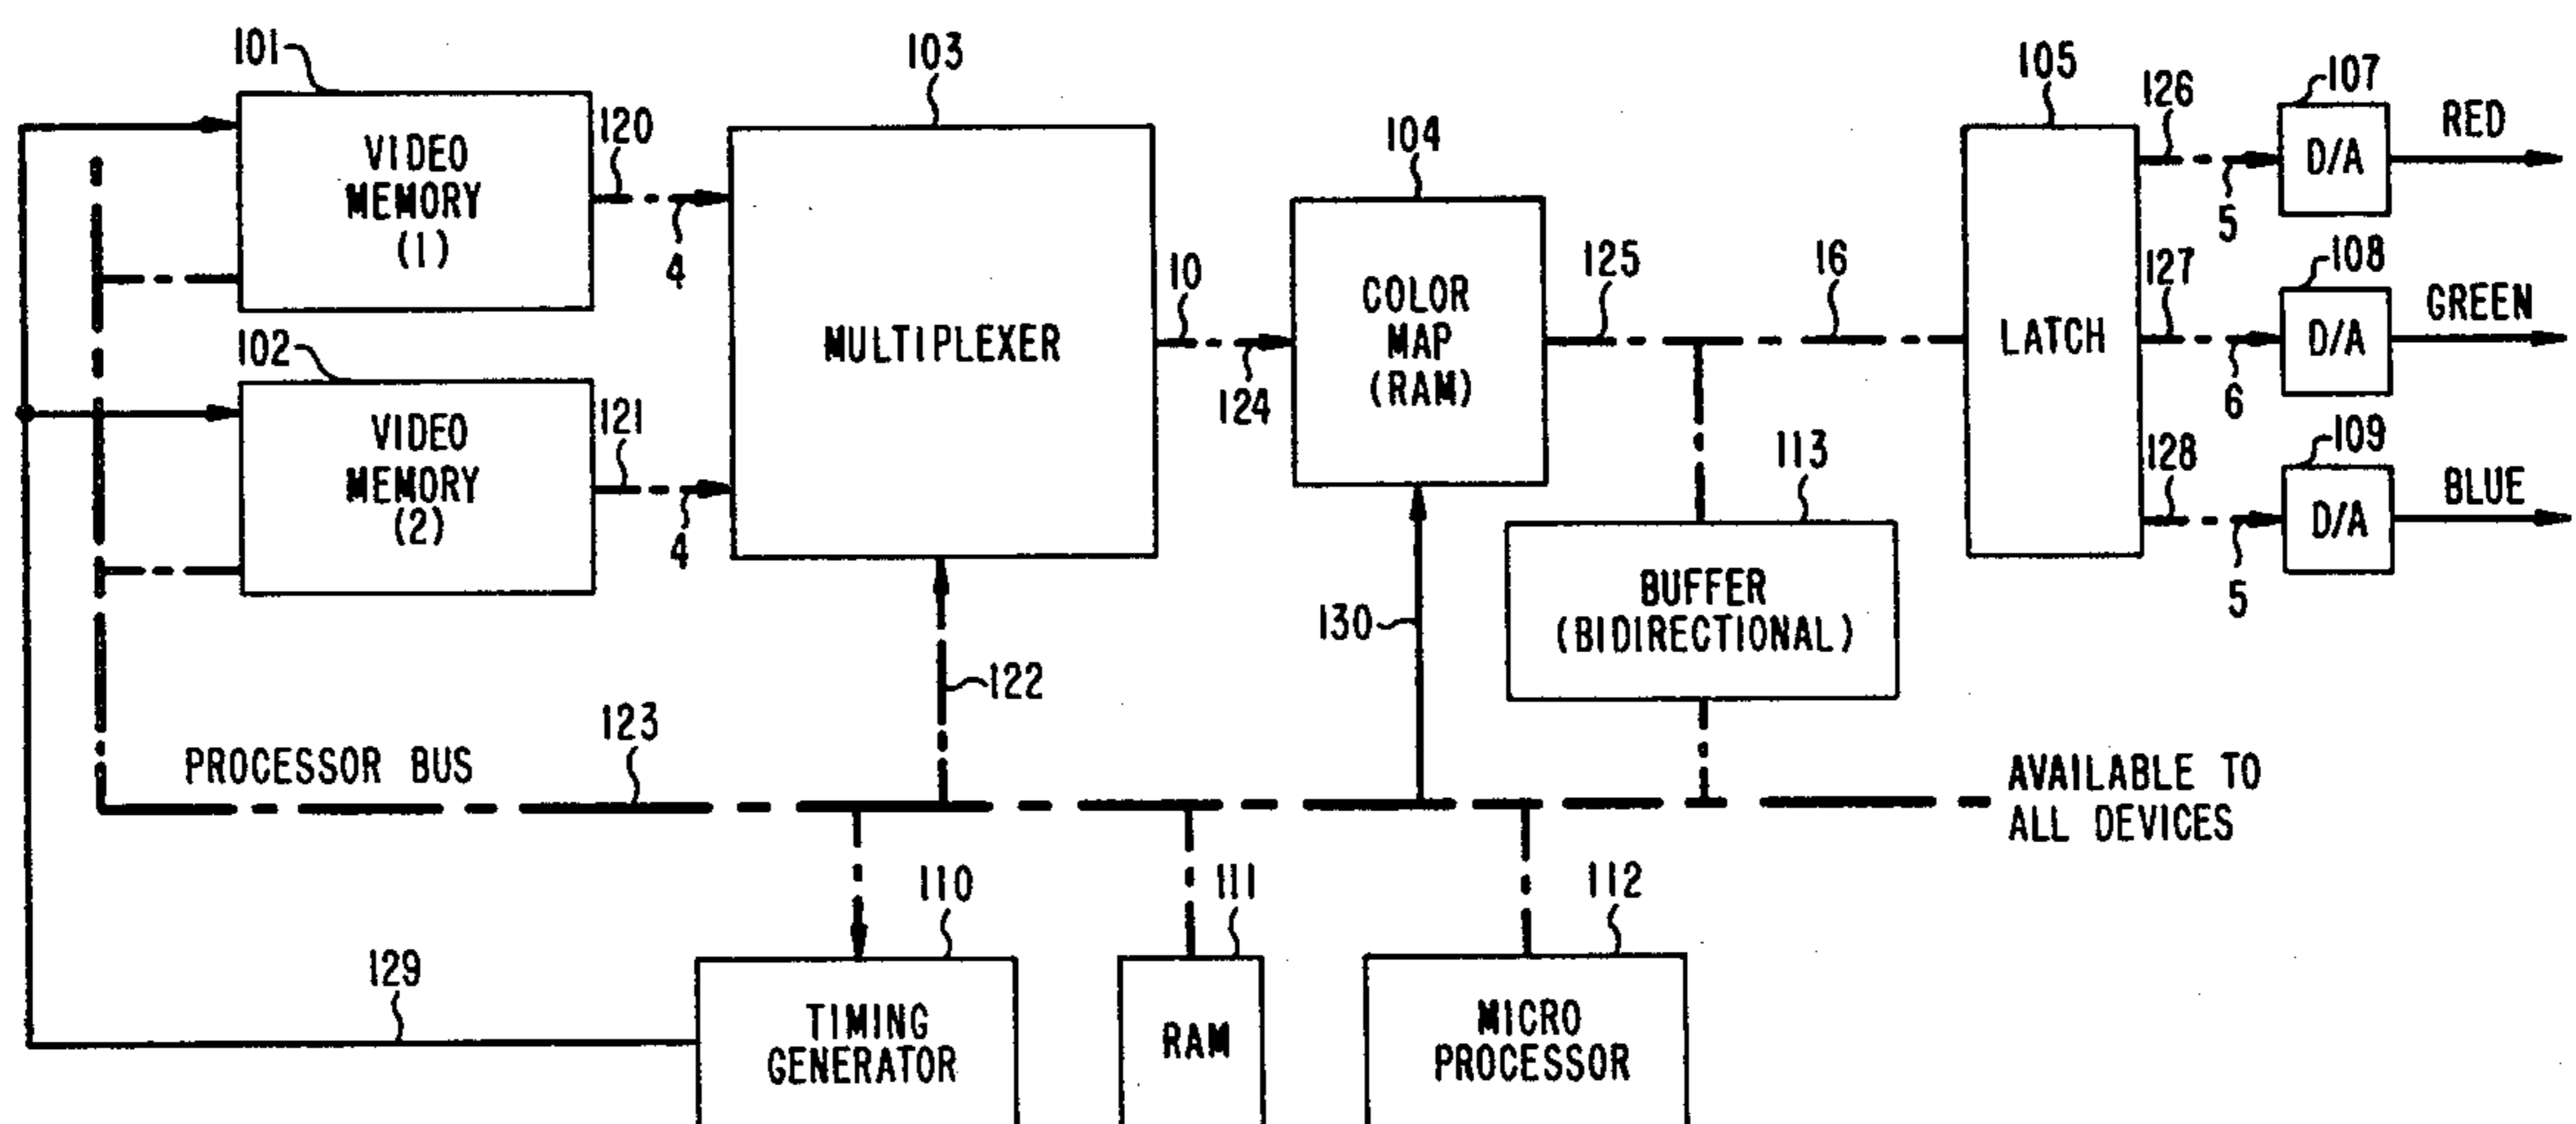 101
103
105
107
126
RED
120
104
VIDEO
MEMORY
(1)
D/A
4
5
102
10
125
16
127
108
GREEN
COLOR
MAP
(RAM)
MULTIPLEXER
LATCH
D/A
124
6
VIDEO
MEMORY
(2)
121
113
128
109
BLUE
D/A
4
5
BUFFER
(BIDIRECTIONAL)
130
122
123
PROCESSOR BUS
AVAILABLE TO
ALL DEVICES
110
111
112
129
TIMING
GENERATOR
RAM
MICRO
PROCESSOR